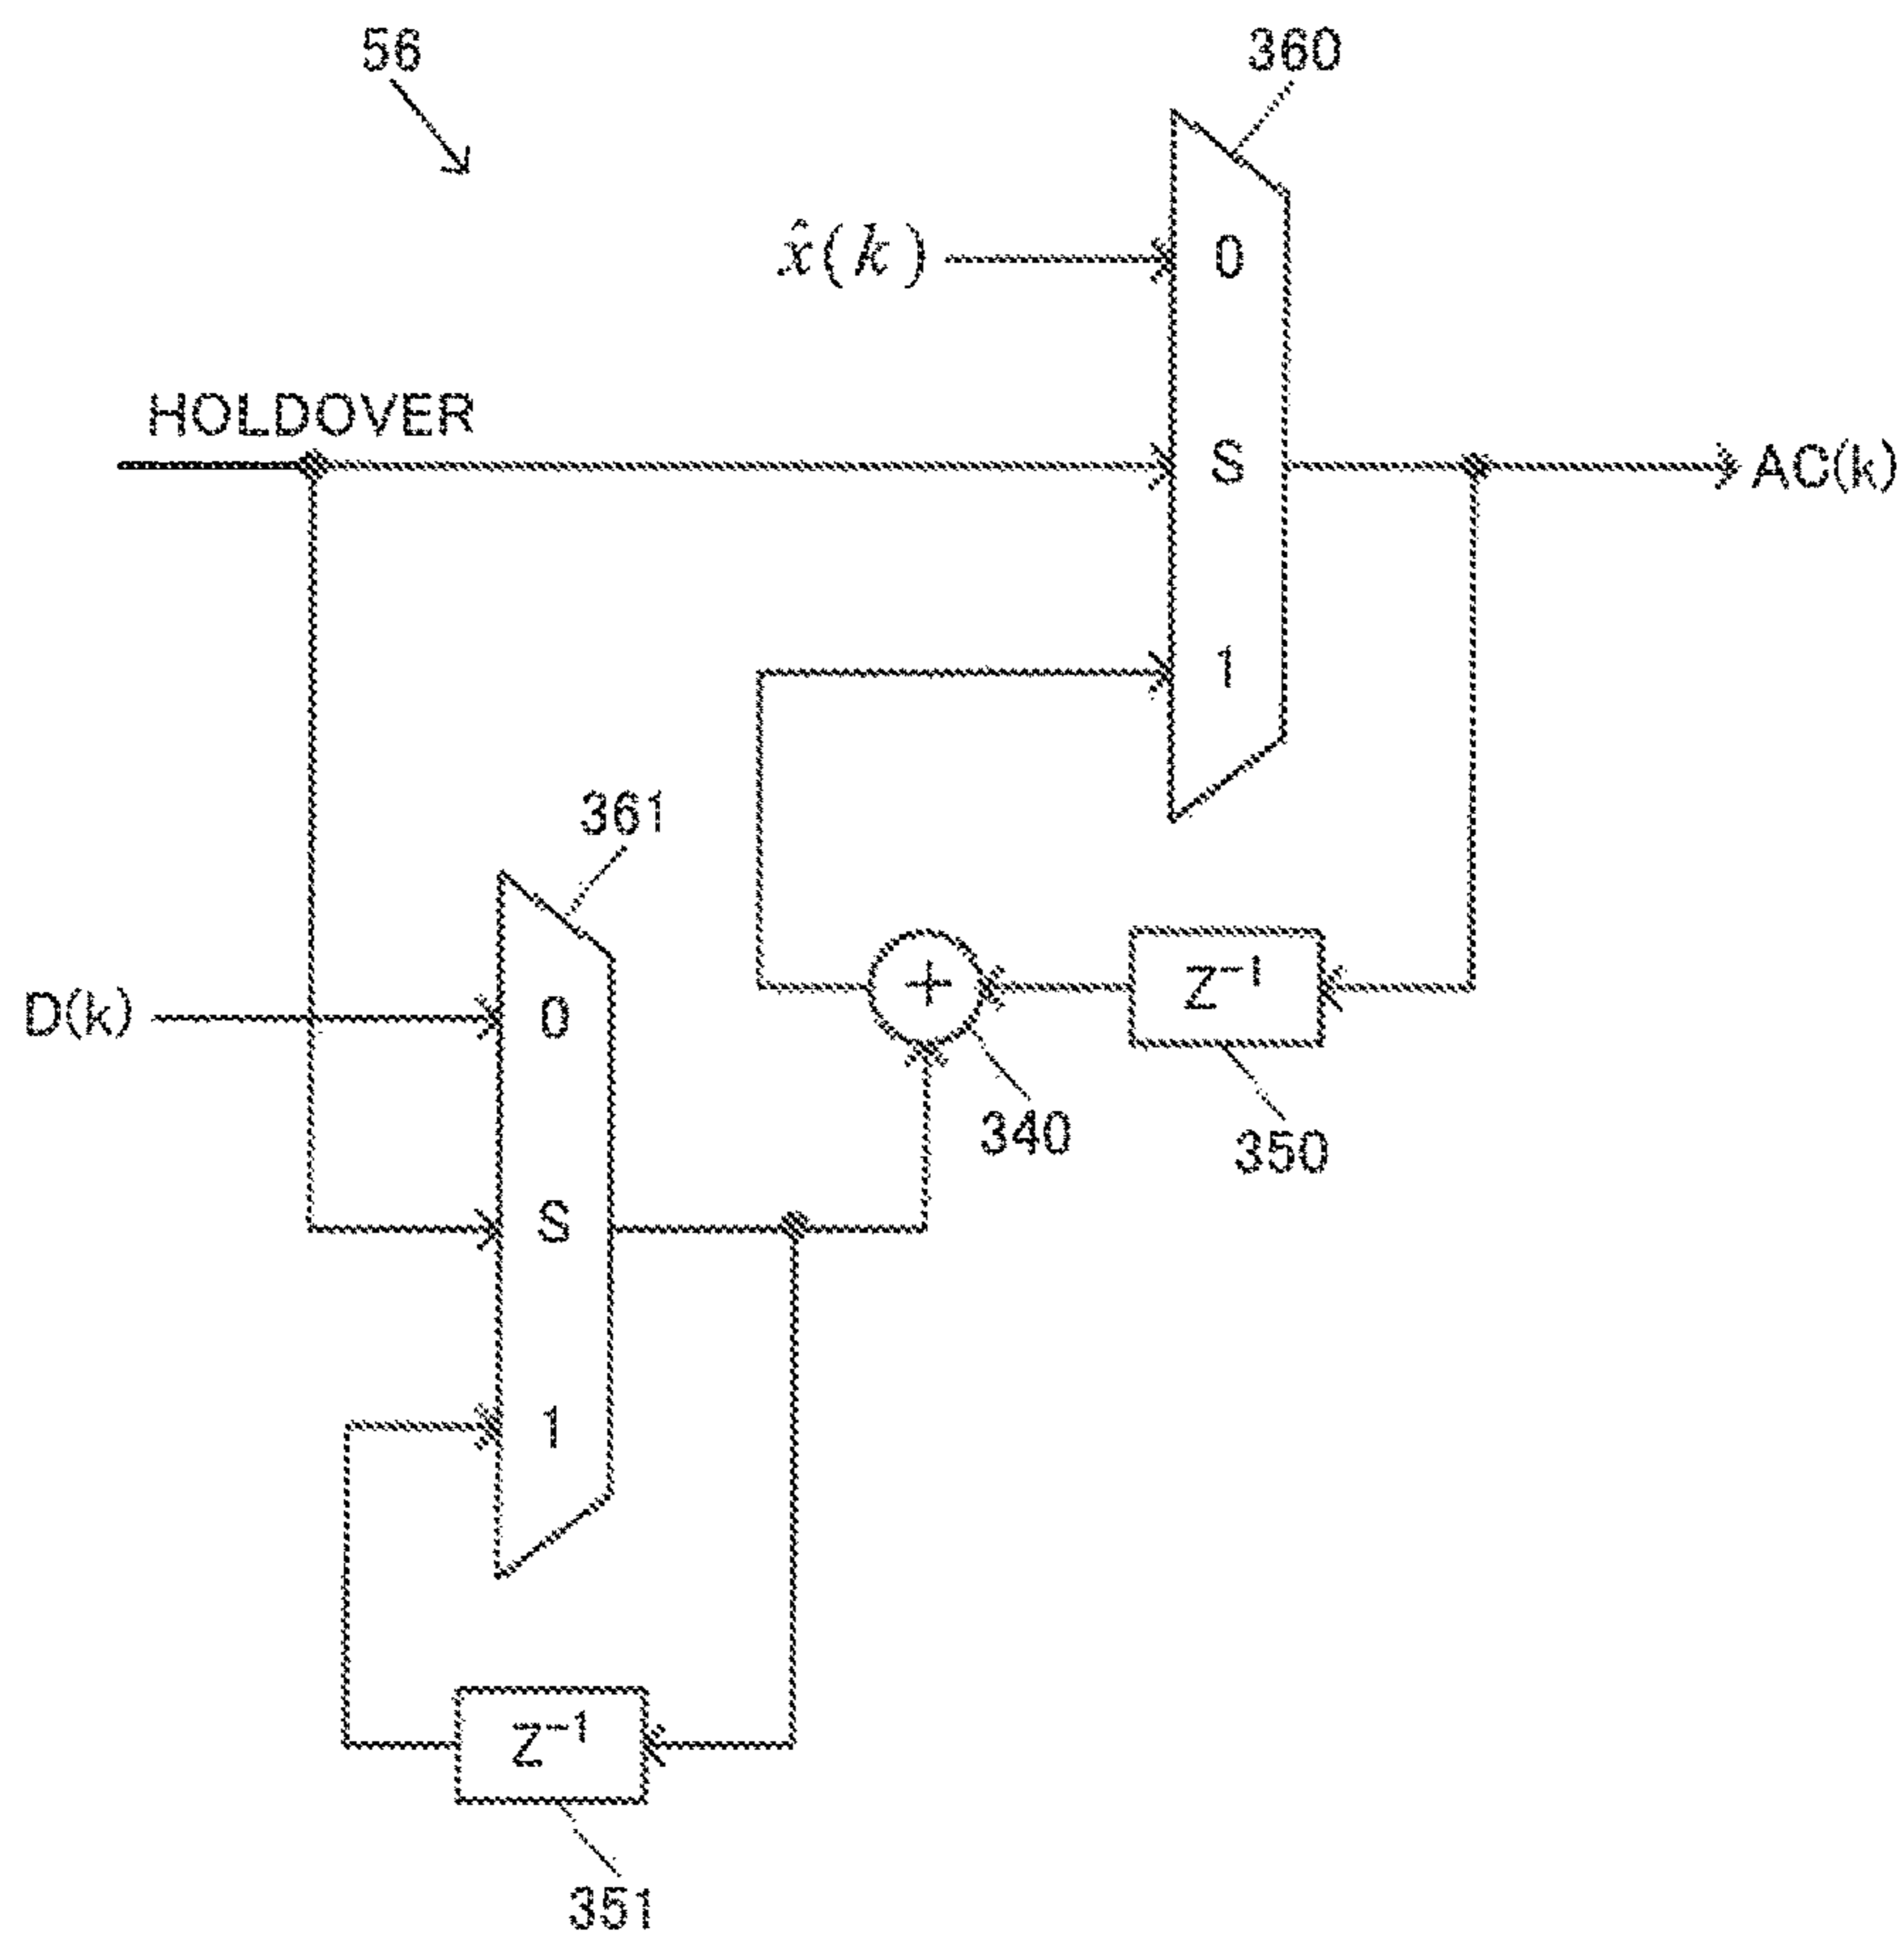 56
360
0
x̂(k)
HOLDOVER
S
AC(k)
1
361
D(k)
0
+
Z⁻¹
340
350
S
1
Z⁻¹
351